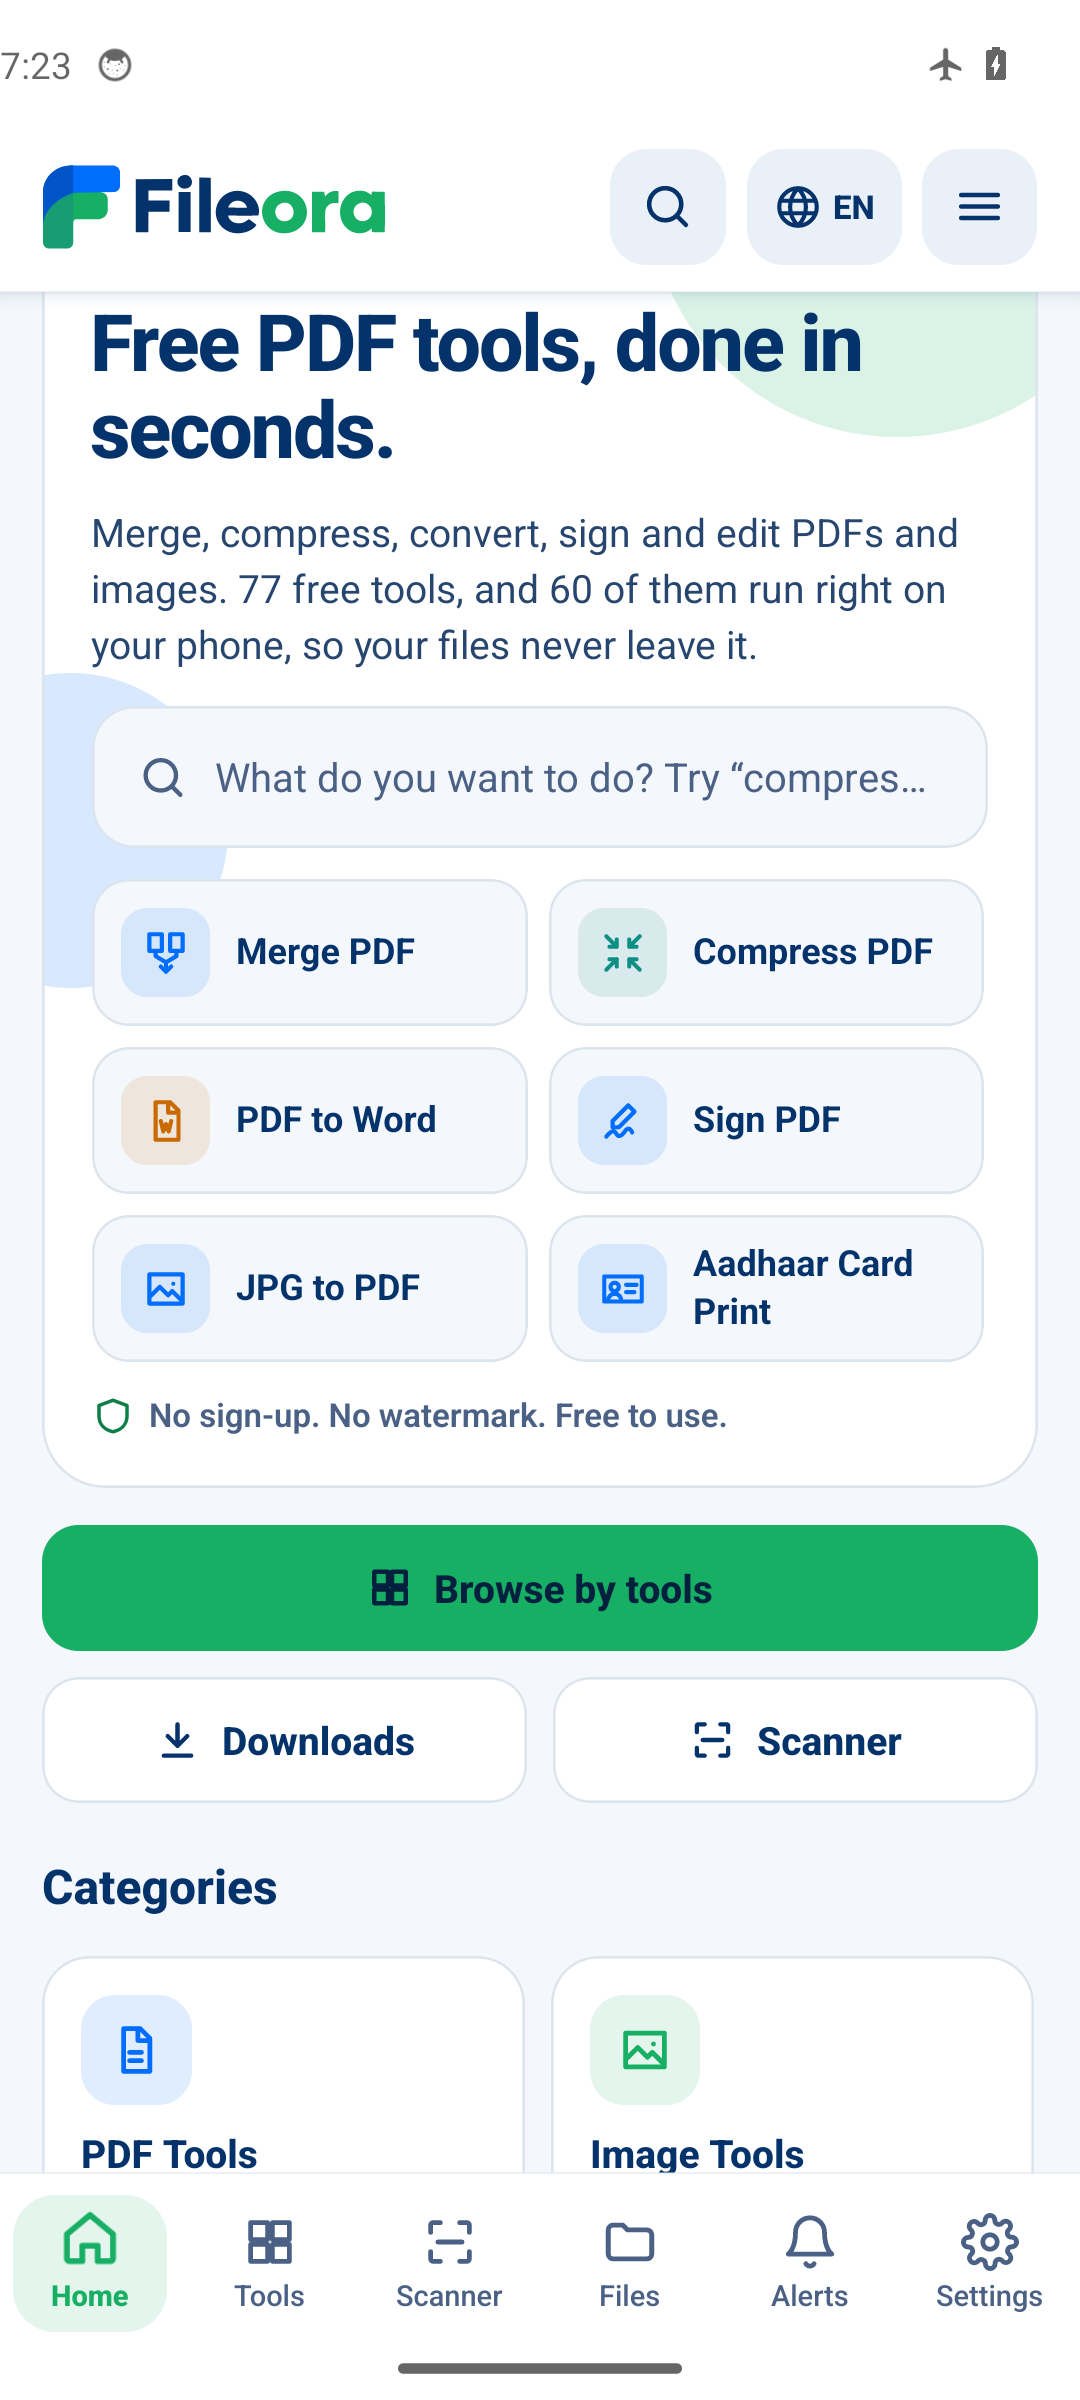 7:23
Fileora
EN
Free PDF tools, done in
seconds.
Merge, compress, convert, sign and edit PDFs and
images. 77 free tools, and 60 of them run right on
your phone, so your files never leave it.
What do you want to do? Try “compres…
Merge PDF
Compress PDF
PDF to Word
Sign PDF
JPG to PDF
Aadhaar Card
Print
No sign-up. No watermark. Free to use.
Browse by tools
Downloads
Scanner
Categories
PDF Tools
Image Tools
Home
Tools
Scanner
Files
Alerts
Settings